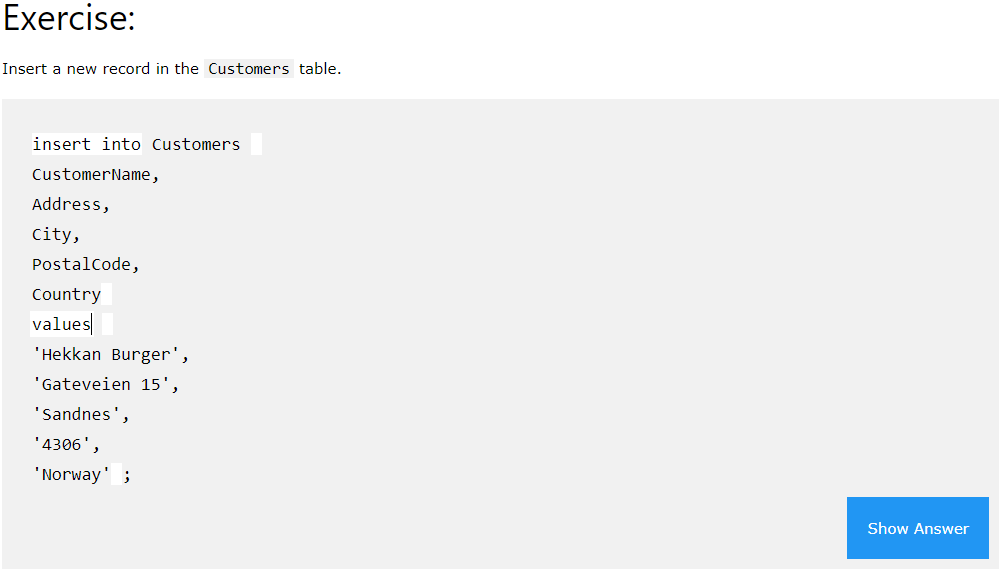 Exercise:
Insert a new record in the Customers table.
insert into Customers
CustomerName,
Address,
City,
PostalCode,
Country
values
'Hekkan Burger',
'Gateveien 15',
'Sandnes',
'4306',
'Norway' ;
Show Answer